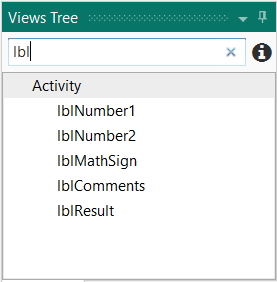 Views Tree
lbl
Activity
lblNumber1
lblNumber2
lblMathSign
lblComments
lblResult